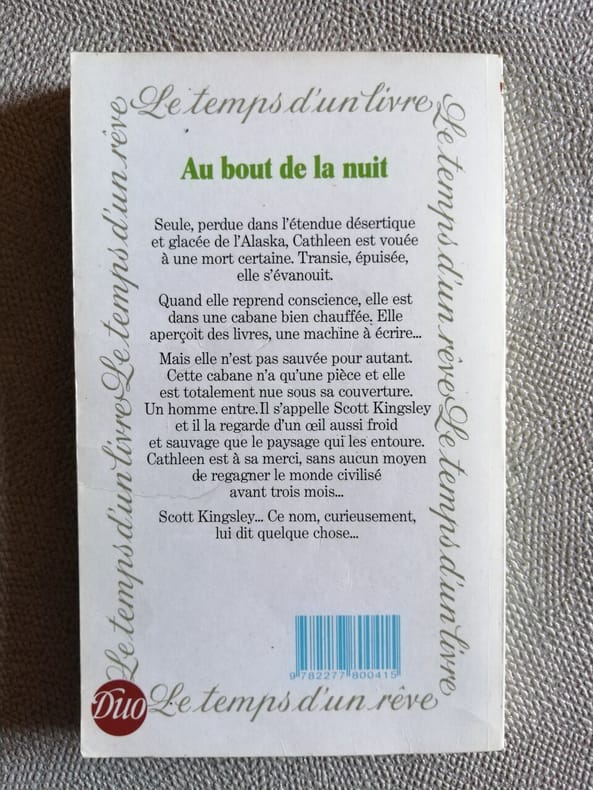 Le temps d'un livre
Le temps d'un rêve
Le temps d'un livre
Le temps d'un rêve
Le temps d'un livre
Au bout de la nuit
Seule, perdue dans l'étendue désertique
et glacée de l'Alaska, Cathleen est vouée
à une mort certaine. Transie, épuisée,
elle s'évanouit.
Quand elle reprend conscience, elle est
dans une cabane bien chauffée. Elle
aperçoit des livres, une machine à écrire...
Mais elle n'est pas sauvée pour autant.
Cette cabane n'a qu'une pièce et elle
est totalement nue sous sa couverture.
Un homme entre. Il s'appelle Scott Kingsley
et il la regarde d'un œil aussi froid
et sauvage que le paysage qui les entoure.
Cathleen est à sa merci, sans aucun moyen
de regagner le monde civilisé
avant trois mois...
Scott Kingsley... Ce nom, curieusement,
lui dit quelque chose...
9 782277 800415
Duo
Le temps d'un rêve